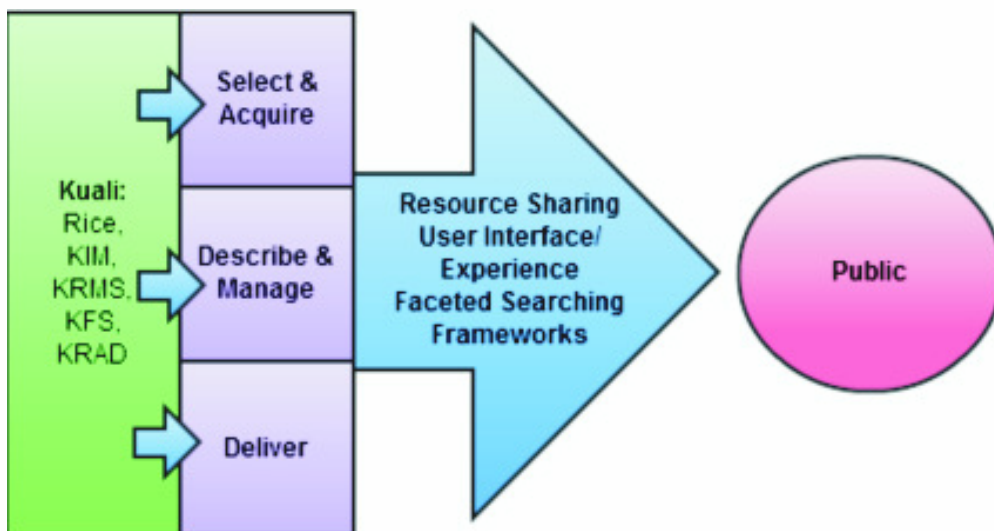 Kuali:
Rice,
KIM,
KRMS,
KFS,
KRAD
Select &
Acquire
Describe &
Manage
Deliver
Resource Sharing
User Interface/
Experience
Faceted Searching
Frameworks
Public